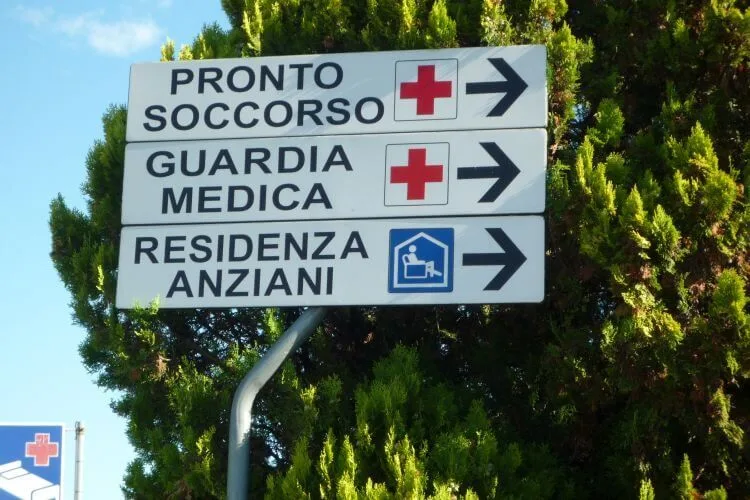 PRONTO
SOCCORSO
GUARDIA
MEDICA
RESIDENZA
ANZIANI